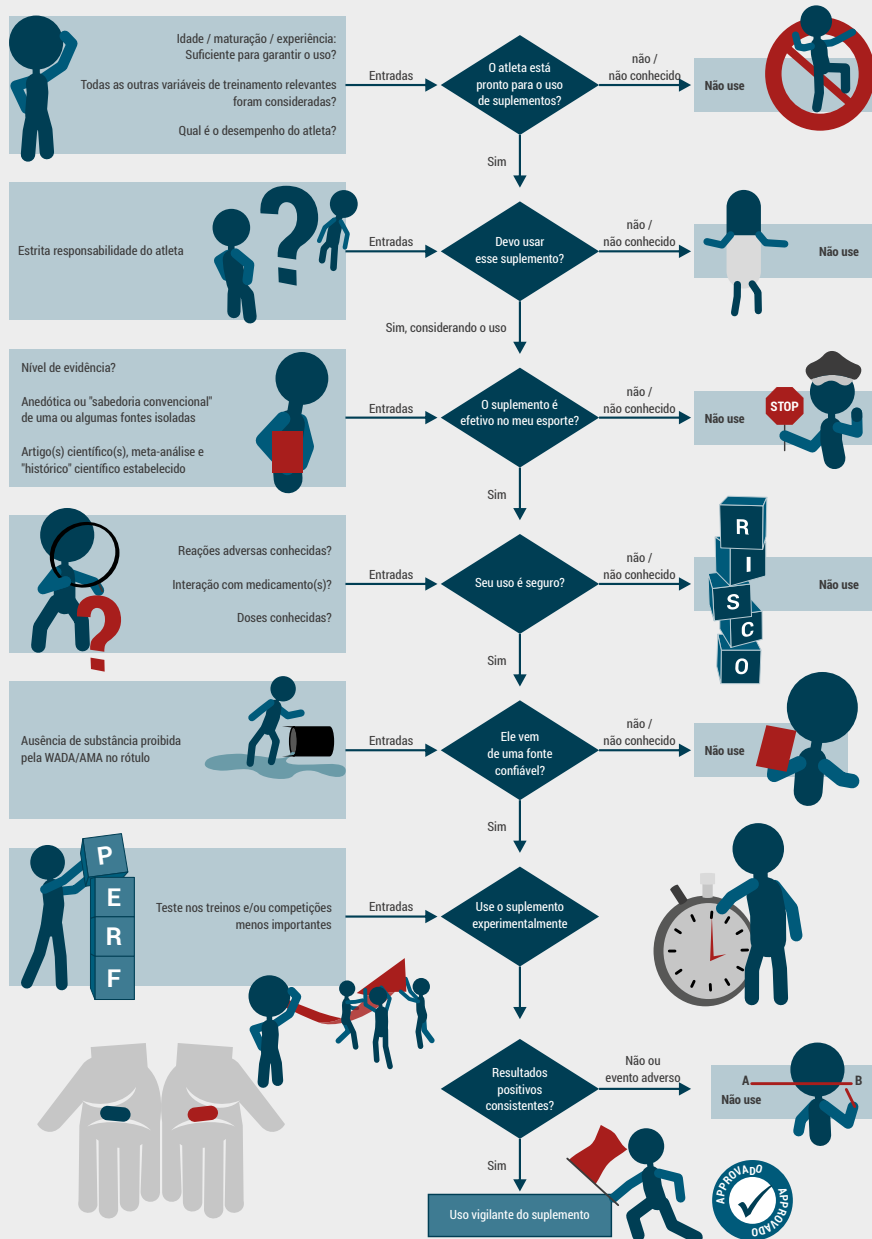 Idade / maturação / experiência:
Suficiente para garantir o uso?
Todas as outras variáveis de treinamento relevantes
foram consideradas?
Qual é o desempenho do atleta?
Entradas
O atleta está
pronto para o uso
de suplementos?
não /
não conhecido
Não use
Sim
Estrita responsabilidade do atleta
Entradas
Devo usar
esse suplemento?
não /
não conhecido
Não use
Sim, considerando o uso
Nível de evidência?
Anedótica ou "sabedoria convencional"
de uma ou algumas fontes isoladas
Artigo(s) científico(s), meta-análise e
"histórico" científico estabelecido
Entradas
O suplemento é
efetivo no meu esporte?
não /
não conhecido
Não use
STOP
Sim
Reações adversas conhecidas?
Interação com medicamento(s)?
Doses conhecidas?
Entradas
Seu uso é seguro?
não /
não conhecido
R
I
S
C
O
Não use
Sim
Ausência de substância proibida
pela WADA/AMA no rótulo
Entradas
Ele vem
de uma fonte
confiável?
não /
não conhecido
Não use
Sim
P
E
R
F
Teste nos treinos e/ou competições
menos importantes
Entradas
Use o suplemento
experimentalmente
Resultados
positivos
consistentes?
Não ou
evento adverso
A
B
Não use
Sim
Uso vigilante do suplemento
APPROVADO
APPROVADO